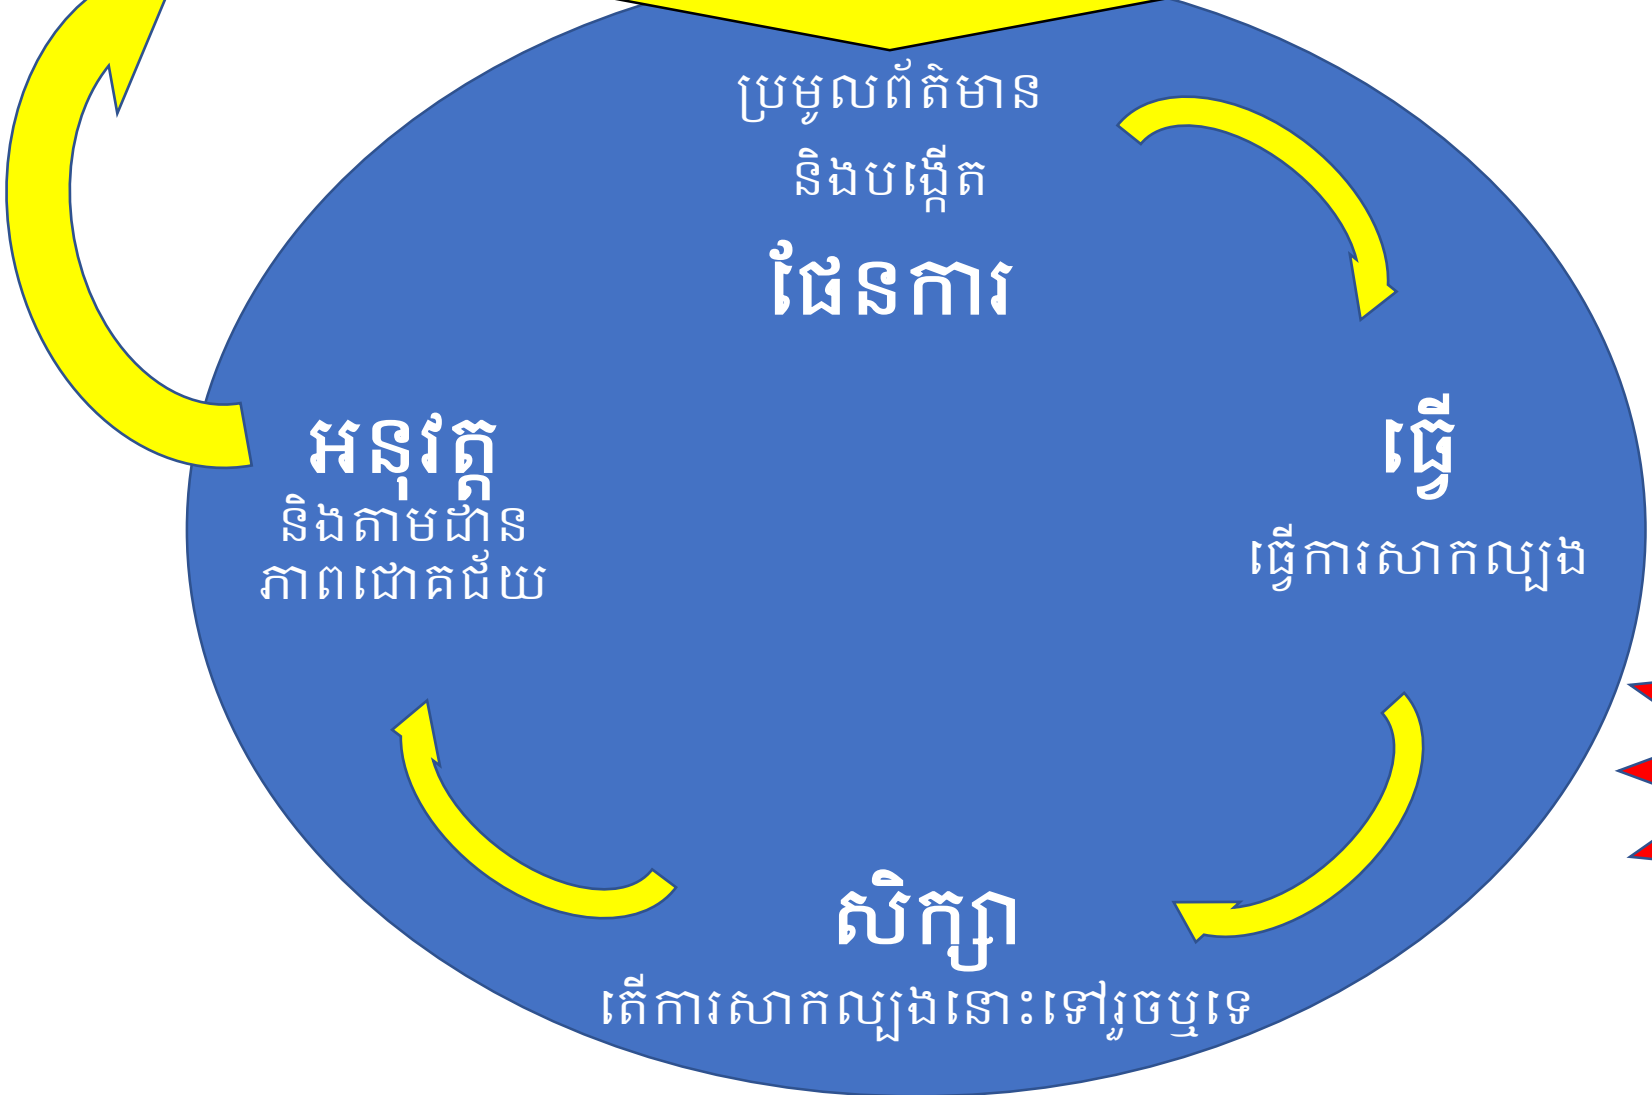 ប្រមូលព័ត៌មាន
និងបង្កើត
ផែនការ
អនុវត្ត
និងតាមដាន
ភាពជោគជ័យ
ធ្វើ
ធ្វើការសាកល្បង
សិក្សា
តើការសាកល្បងនោះទៅរួចឬទេ